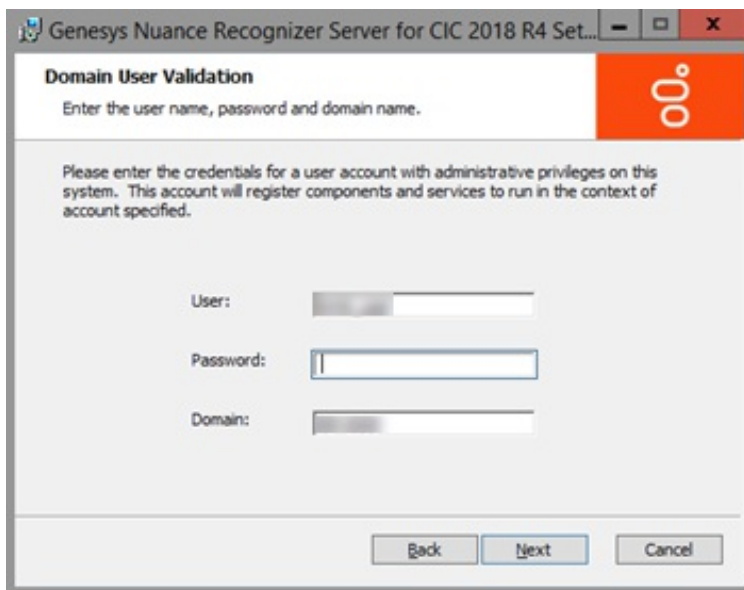 Genesys Nuance Recognizer Server for CIC 2018 R4 Set...
Domain User Validation
Enter the user name, password and domain name.
Please enter the credentials for a user account with administrative privileges on this
system. This account will register components and services to run in the context of
account specified.
User:
Password:
Domain:
Back Next Cancel